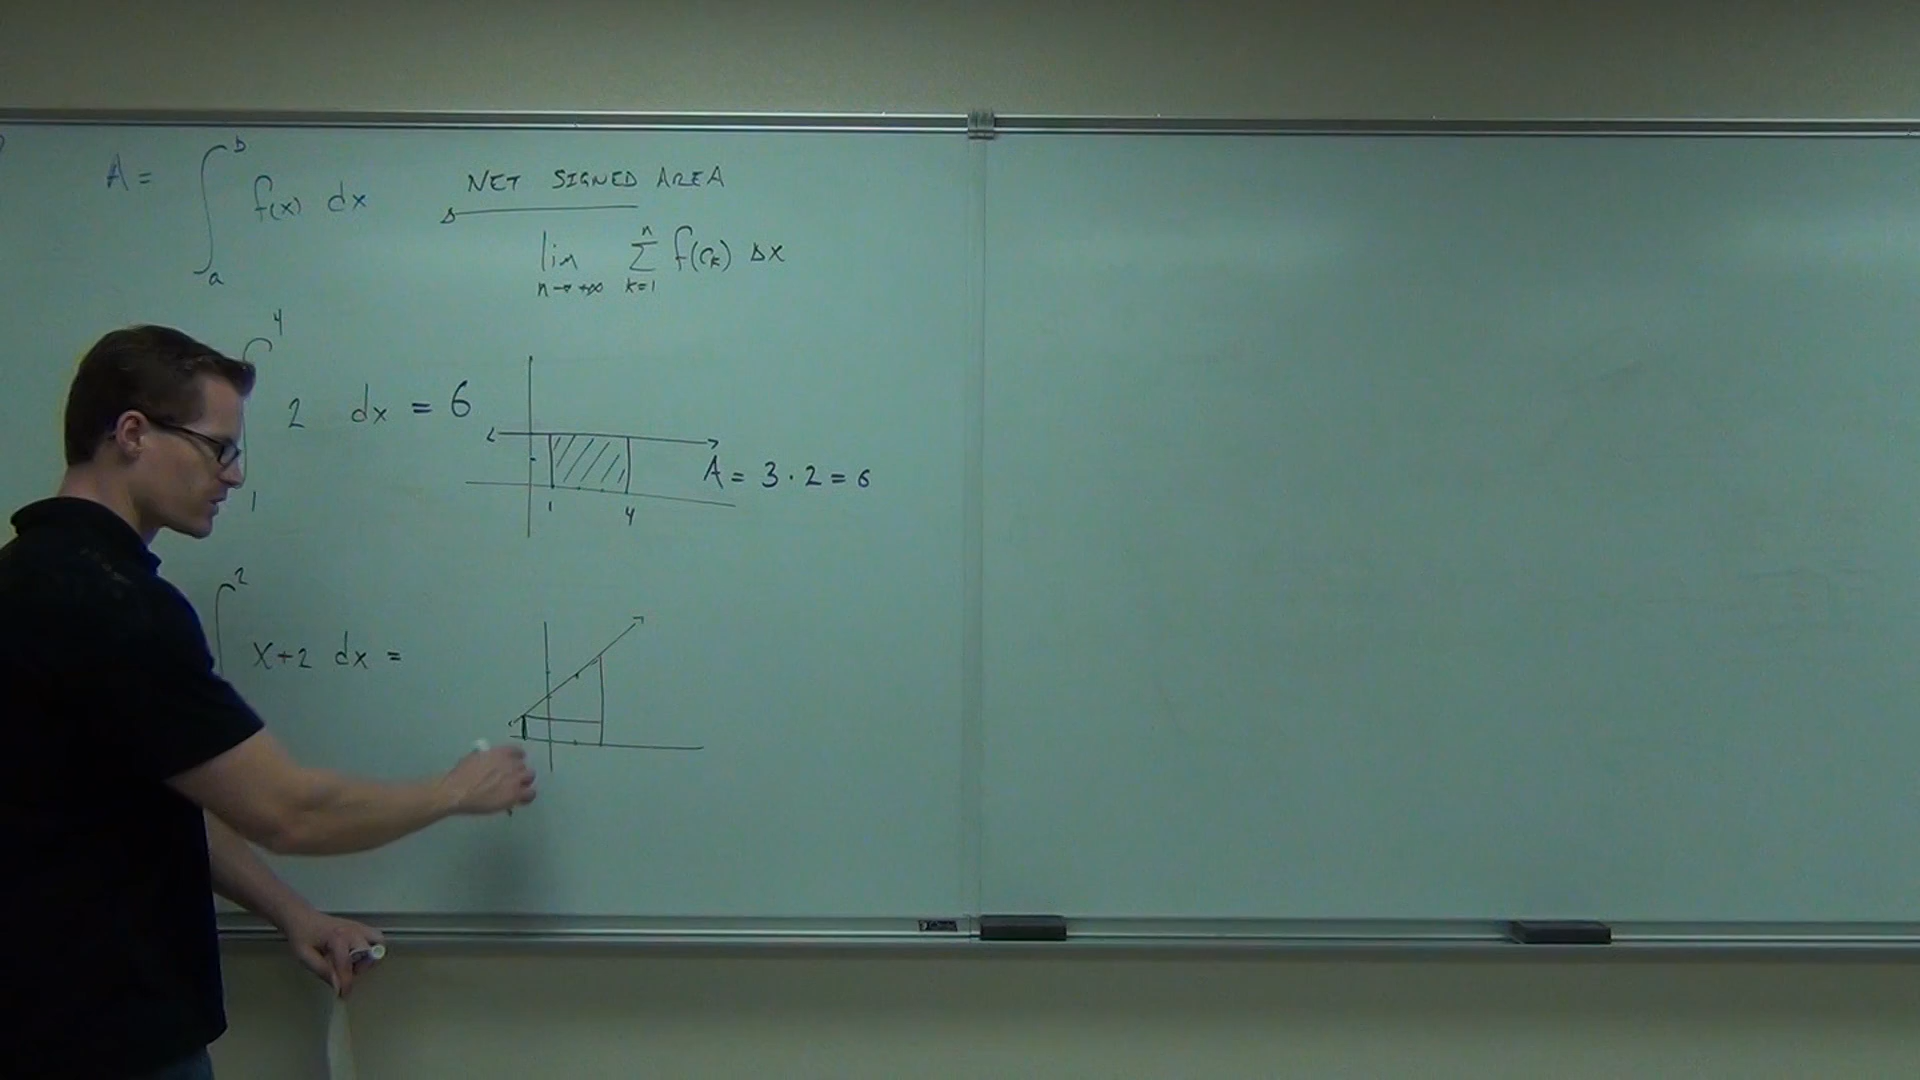 A = ∫_a^b f(x) dx NET SIGNED AREA
lim n→+∞ Σ_{k=1}^n f(c_k) Δx
∫_1^4 2 dx = 6
A = 3 · 2 = 6
1 4
∫^2 x+2 dx =